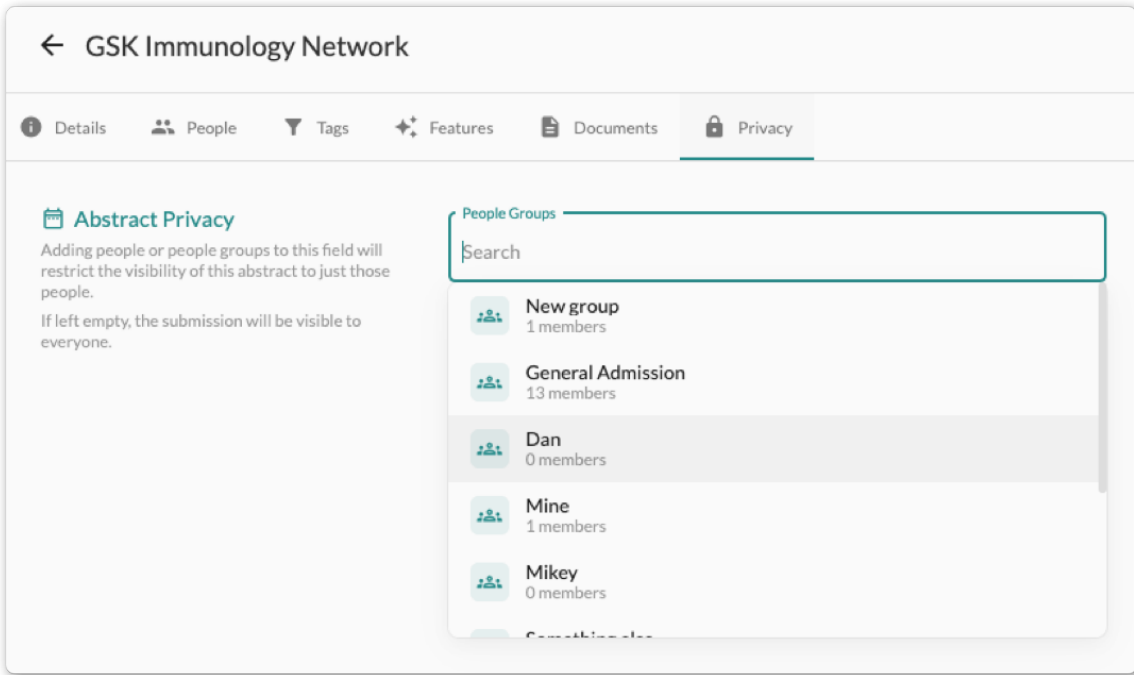 GSK Immunology Network
Details
People
Tags
Features
Documents
Privacy
Abstract Privacy
Adding people or people groups to this field will
restrict the visibility of this abstract to just those
people.
If left empty, the submission will be visible to
everyone.
People Groups
Search
New group
1 members
General Admission
13 members
Dan
0 members
Mine
1 members
Mikey
0 members
Something else